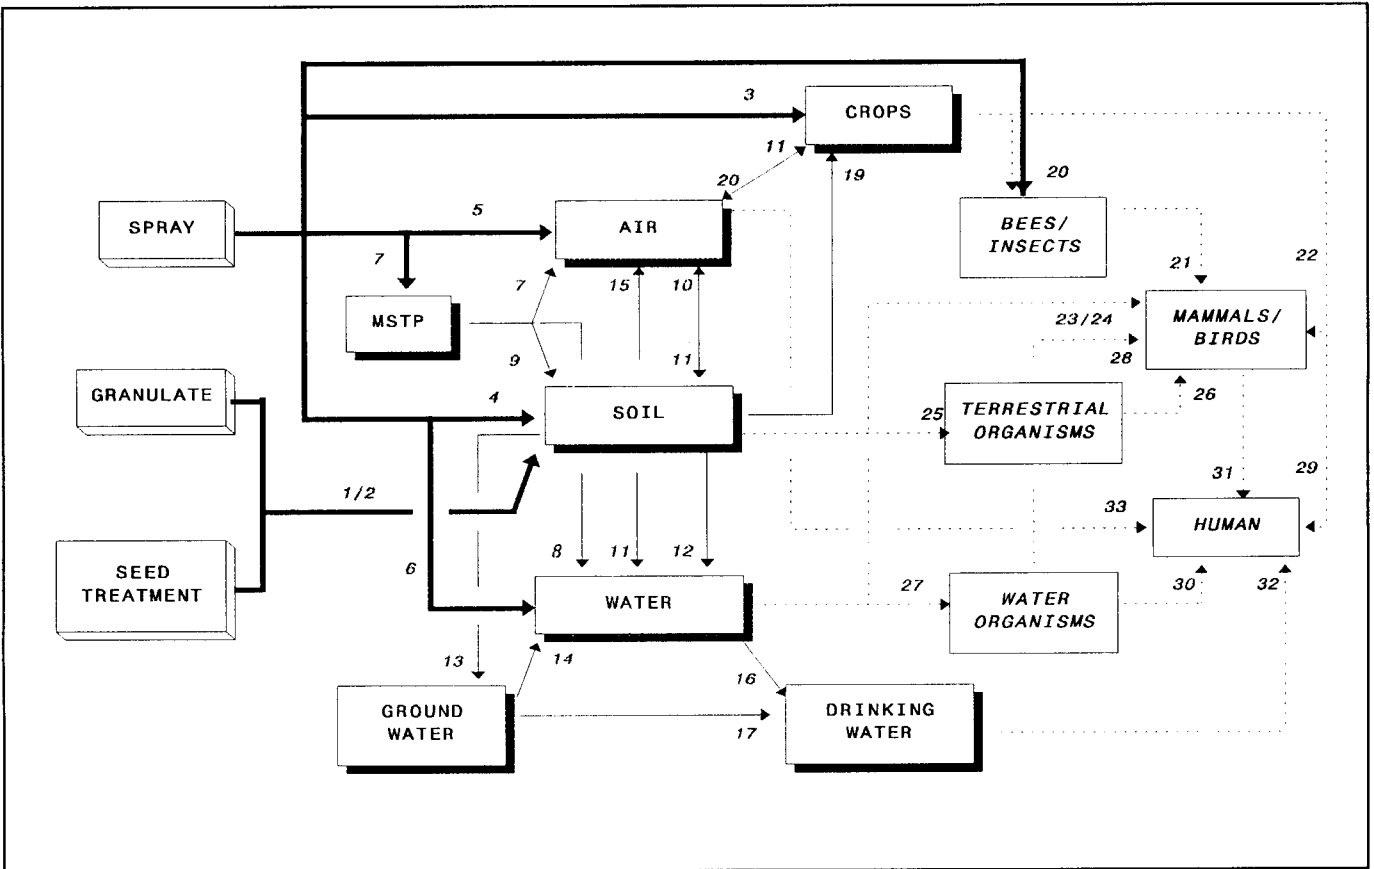 3
CROPS
11
20
19
20
SPRAY
5
AIR
BEES/
INSECTS
7
7
15
10
21
22
MSTP
23/24
MAMMALS/
BIRDS
9
11
28
GRANULATE
4
SOIL
25
TERRESTRIAL
ORGANISMS
26
1/2
31
29
33
HUMAN
SEED
TREATMENT
6
8
11
12
WATER
27
WATER
ORGANISMS
30
32
13
14
16
GROUND
WATER
17
DRINKING
WATER